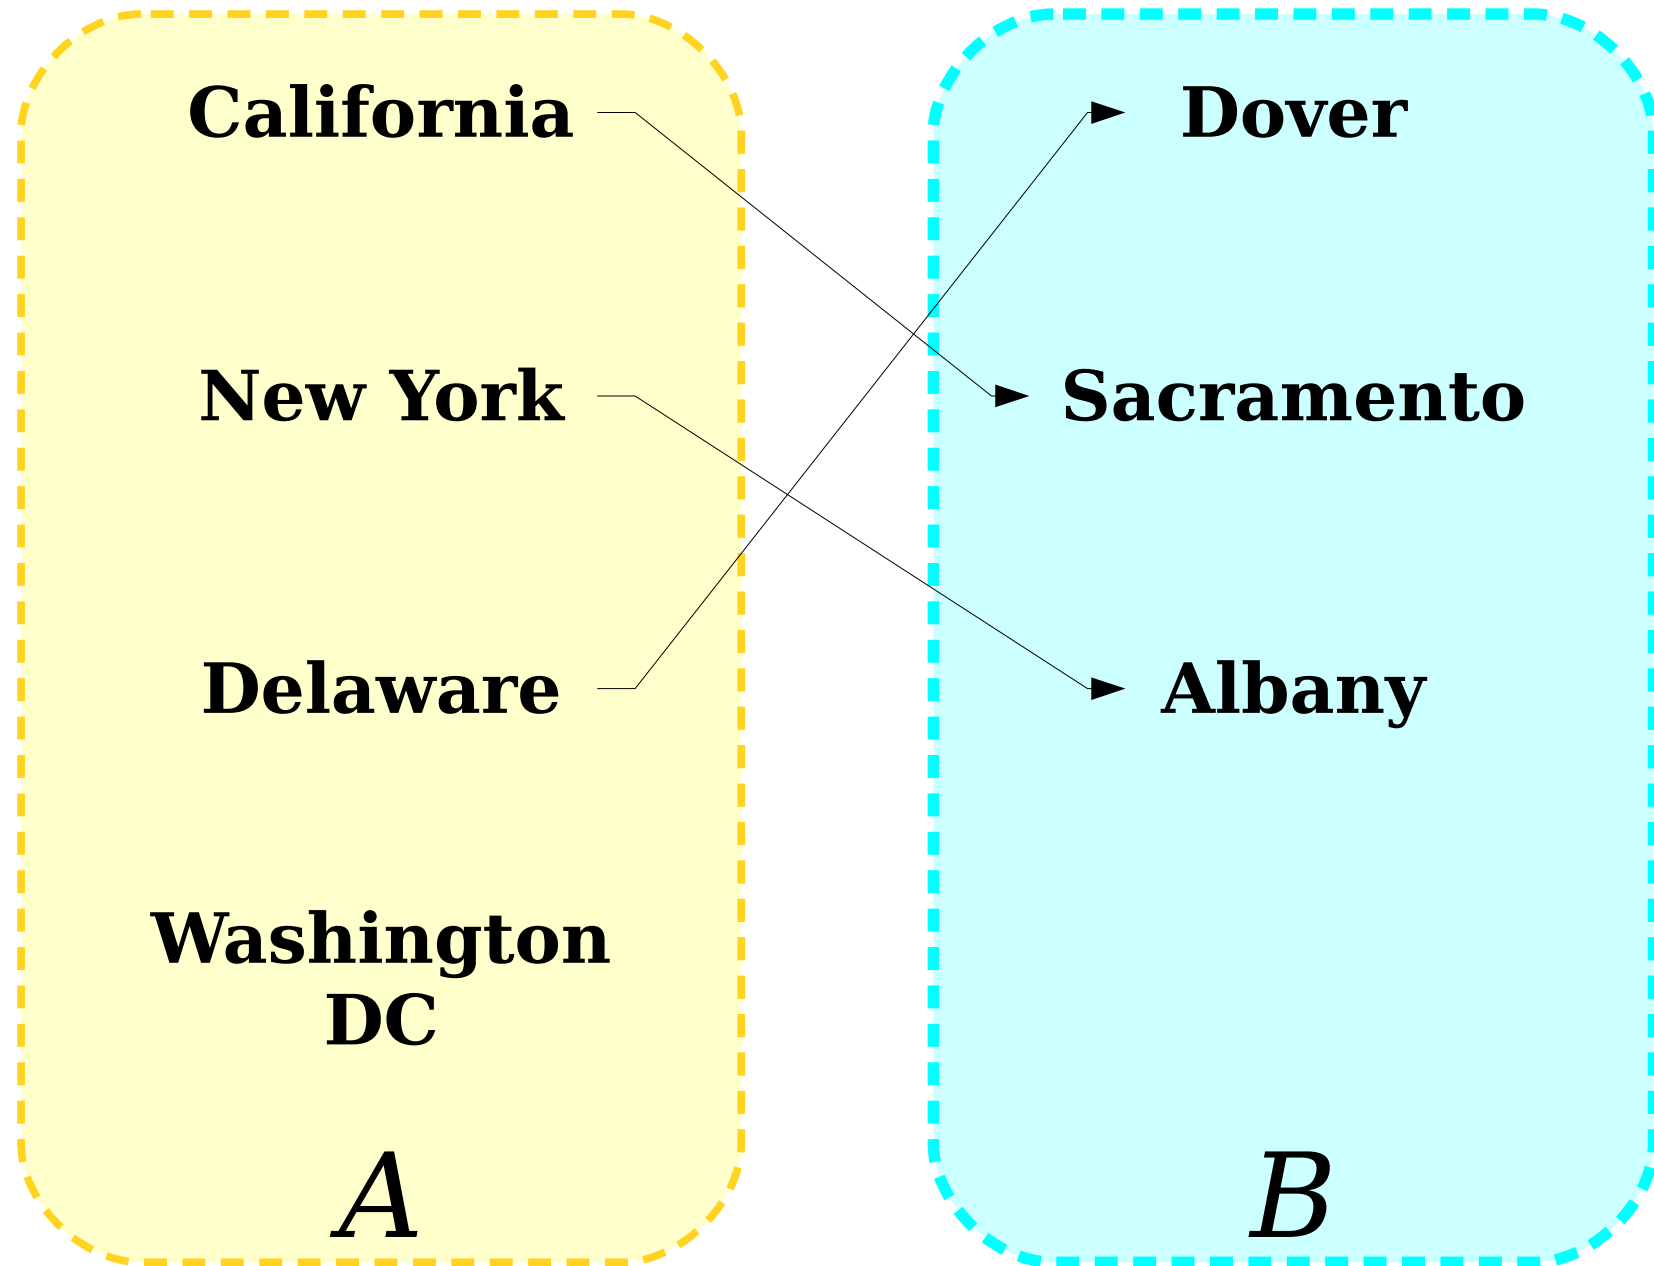 California
New York
Delaware
Washington
DC
A
Dover
Sacramento
Albany
B